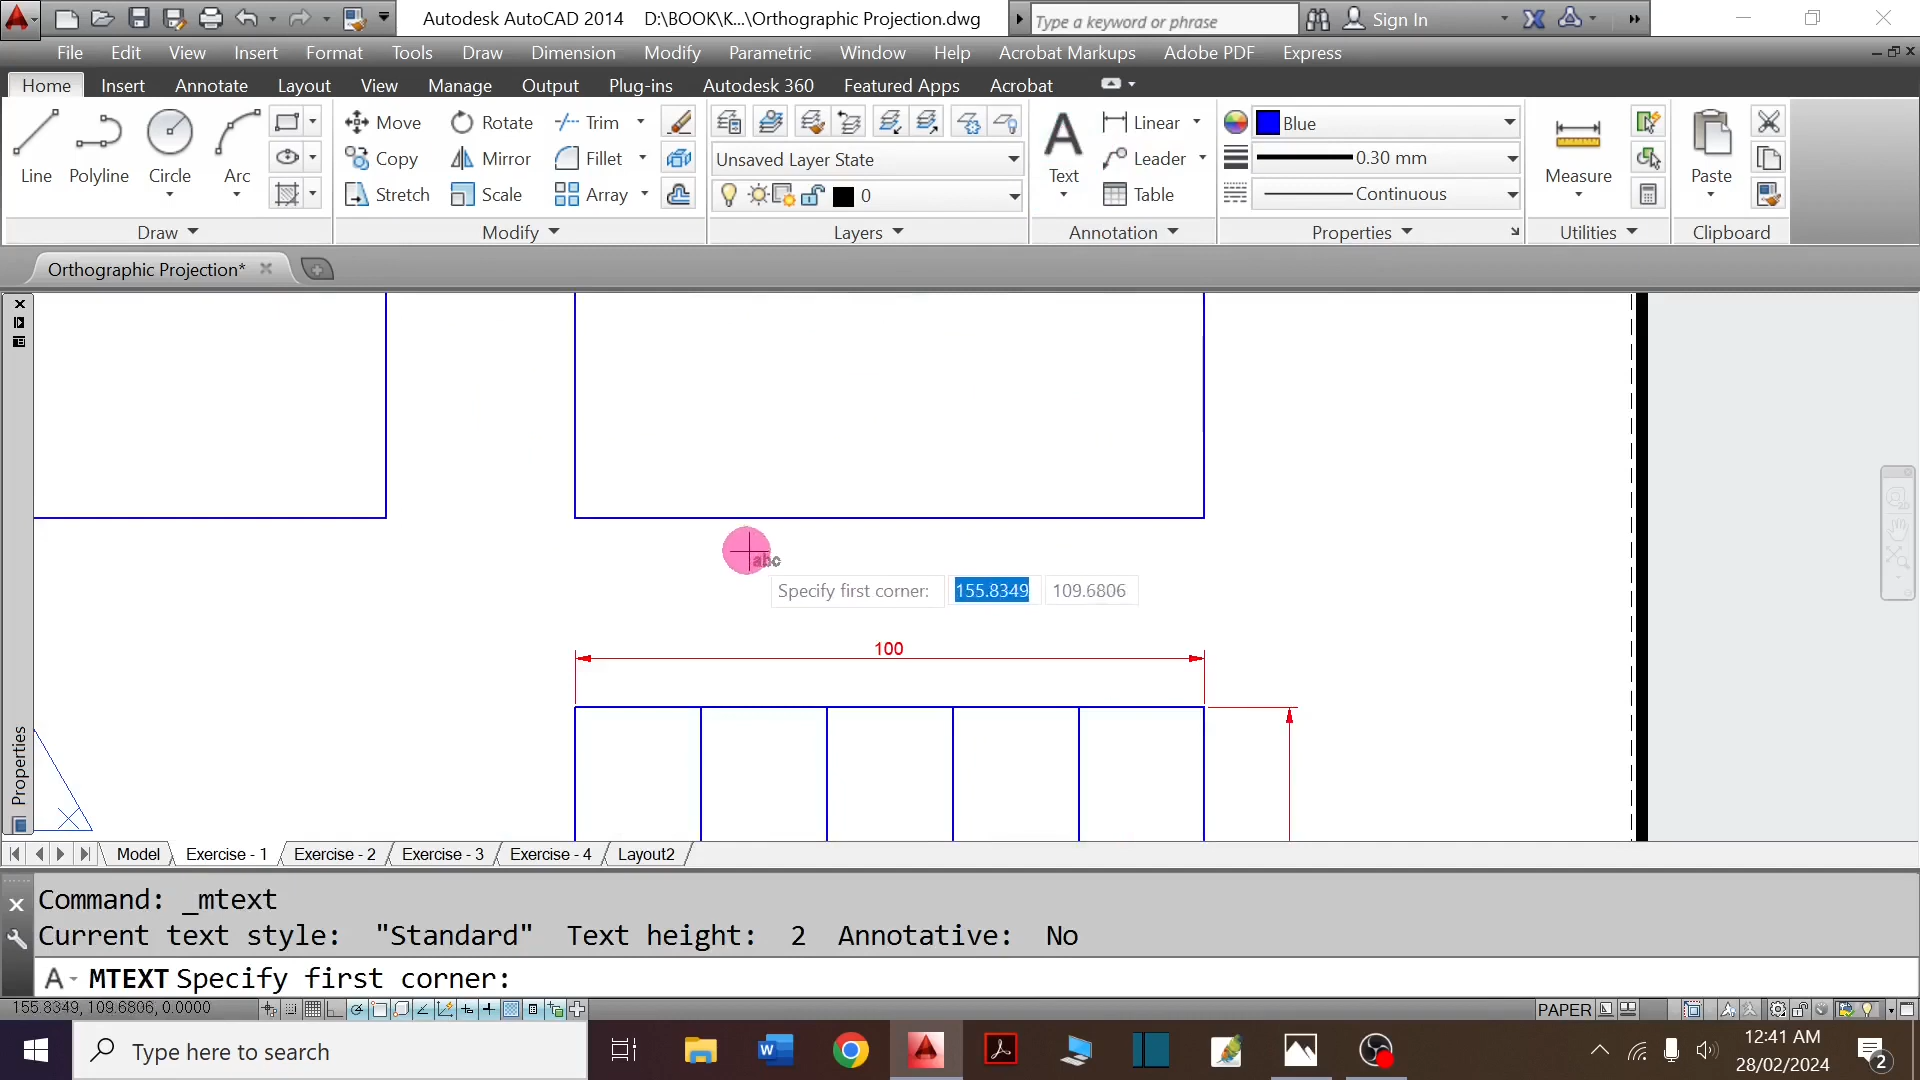 Autodesk AutoCAD 2014 D:\BOOK\K...\Orthographic Projection.dwg
Type a keyword or phrase
Sign In
File Edit View Insert Format Tools Draw Dimension Modify Parametric Window Help Acrobat Markups Adobe PDF Express
Home Insert Annotate Layout View Manage Output Plug-ins Autodesk 360 Featured Apps Acrobat
Move Rotate Trim
Linear
Blue
Copy Mirror Fillet
Unsaved Layer State
Leader
0.30 mm
Line Polyline Circle Arc
Text
Measure
Paste
Stretch Scale Array
0
Table
Continuous
Draw Modify Layers Annotation Properties Utilities Clipboard
Orthographic Projection*
abc
Specify first corner: 155.8349 109.6806
100
Properties
Model Exercise - 1 Exercise - 2 Exercise - 3 Exercise - 4 Layout2
Command: _mtext
Current text style: "Standard" Text height: 2 Annotative: No
A MTEXT Specify first corner:
155.8349, 109.6806, 0.0000
PAPER
Type here to search
12:41 AM
28/02/2024
2